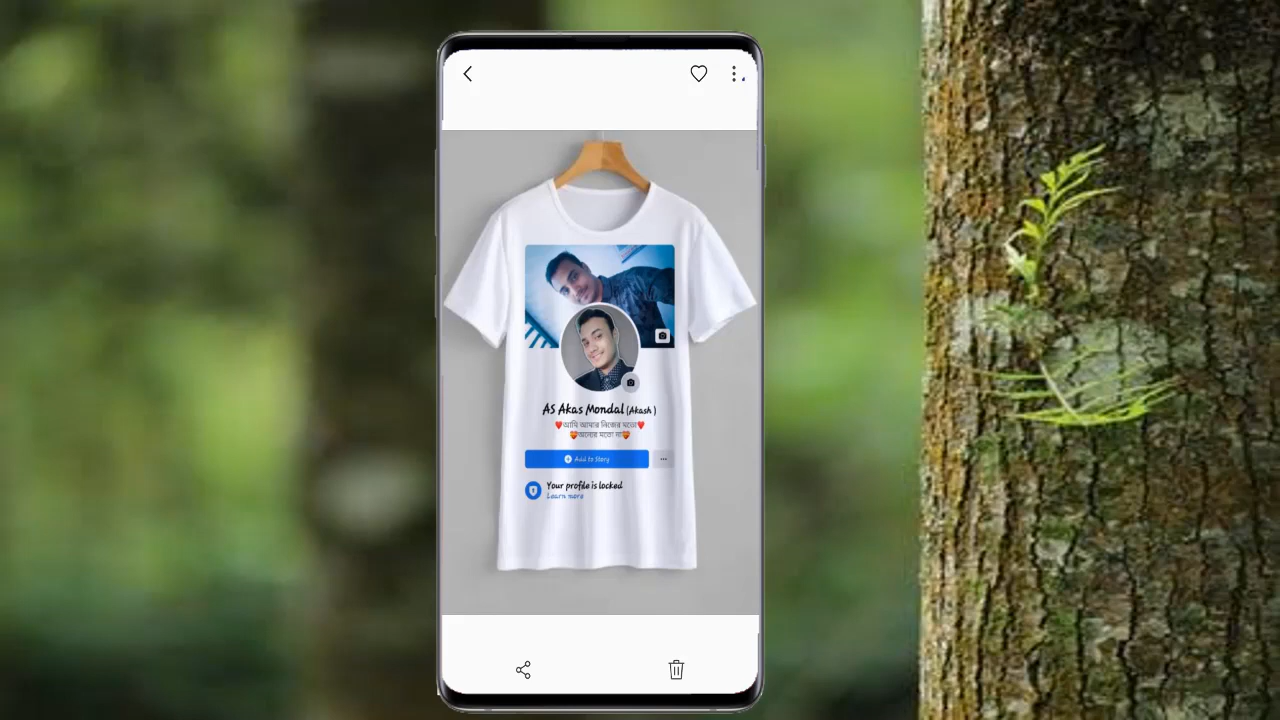 AS Akas Mondal (Akash )
❤️আমি আমার নিজের মতো❤️
💝অন্যের মতো না💝
Add to Story
Your profile is locked
Learn more